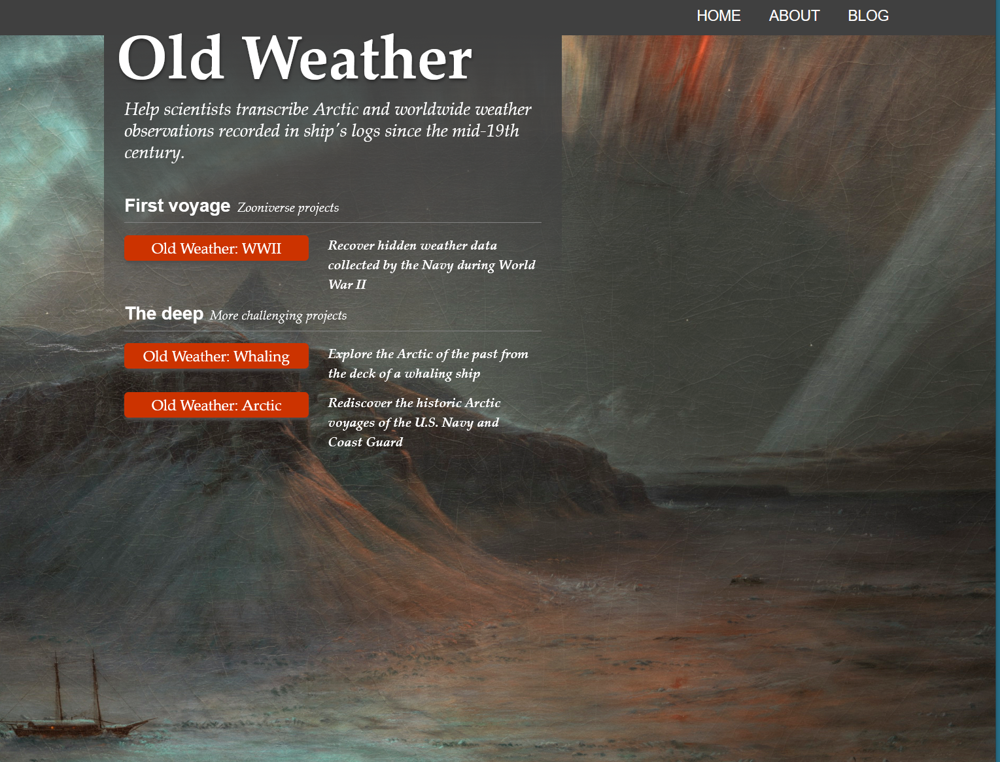 HOME ABOUT BLOG
Old Weather
Help scientists transcribe Arctic and worldwide weather
observations recorded in ship's logs since the mid-19th
century.
First voyage Zooniverse projects
Old Weather: WWII
Recover hidden weather data
collected by the Navy during World
War II
The deep More challenging projects
Old Weather: Whaling
Explore the Arctic of the past from
the deck of a whaling ship
Old Weather: Arctic
Rediscover the historic Arctic
voyages of the U.S. Navy and
Coast Guard